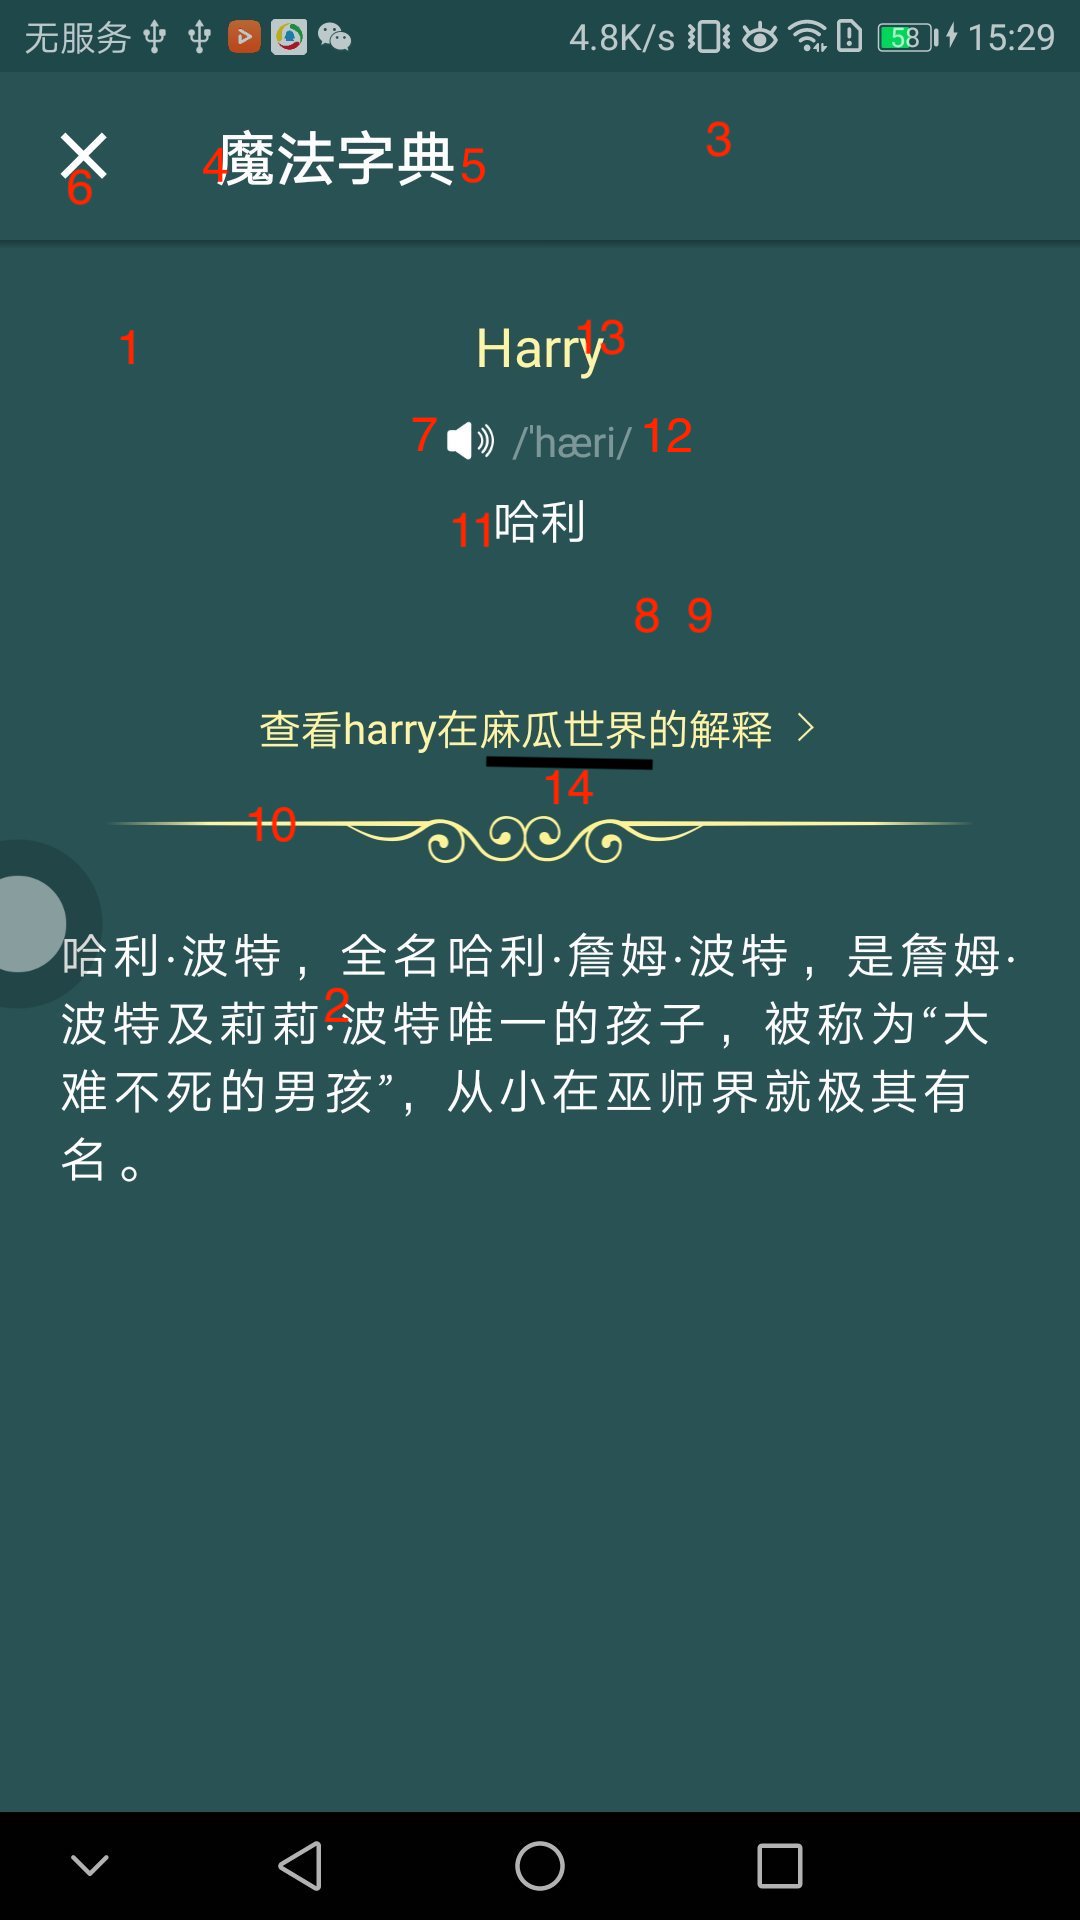 无服务 4.8K/s 58 15:29
3
6 4 魔法字典 5
1 Harry 13
7 /ˈhæri/ 12
11 哈利
8 9
查看harry在麻瓜世界的解释
14
10
哈利·波特，全名哈利·詹姆·波特，是詹姆·
2
波特及莉莉·波特唯一的孩子，被称为“大
难不死的男孩”，从小在巫师界就极其有
名。